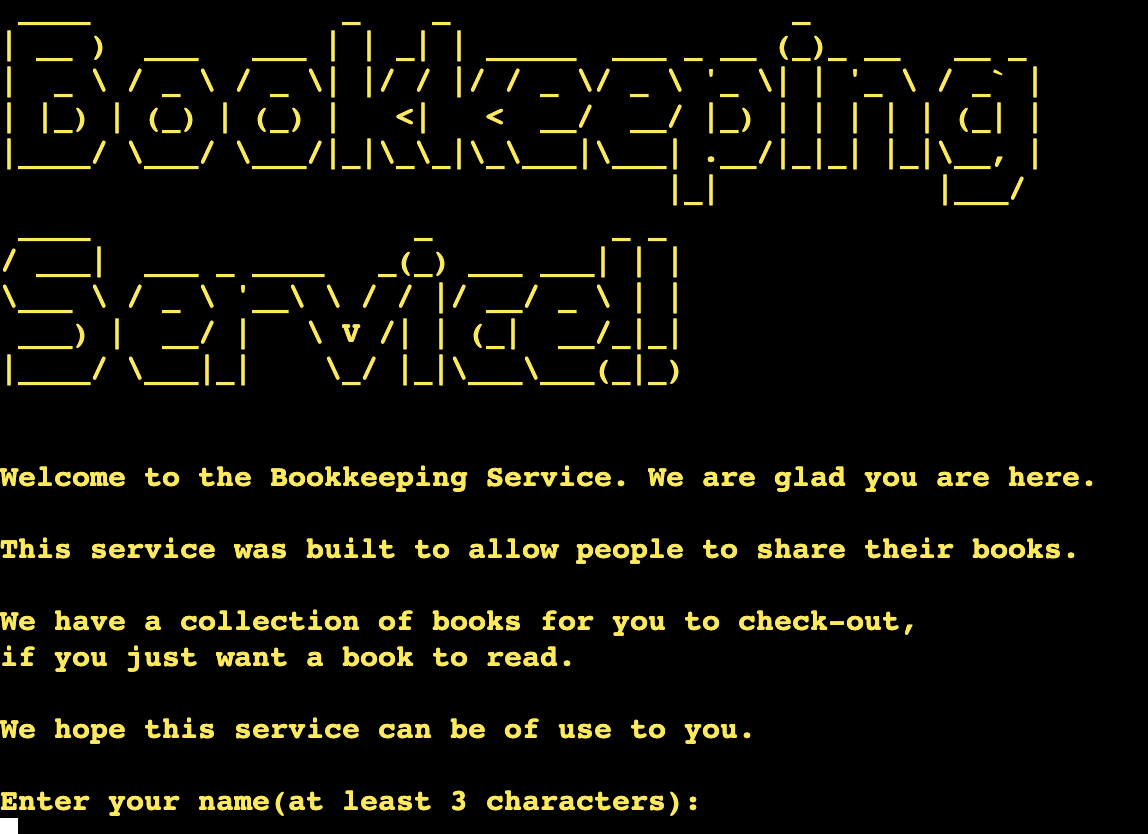 Bookkeeping
Service!!
Welcome to the Bookkeeping Service. We are glad you are here.
This service was built to allow people to share their books.
We have a collection of books for you to check-out,
if you just want a book to read.
We hope this service can be of use to you.
Enter your name(at least 3 characters):